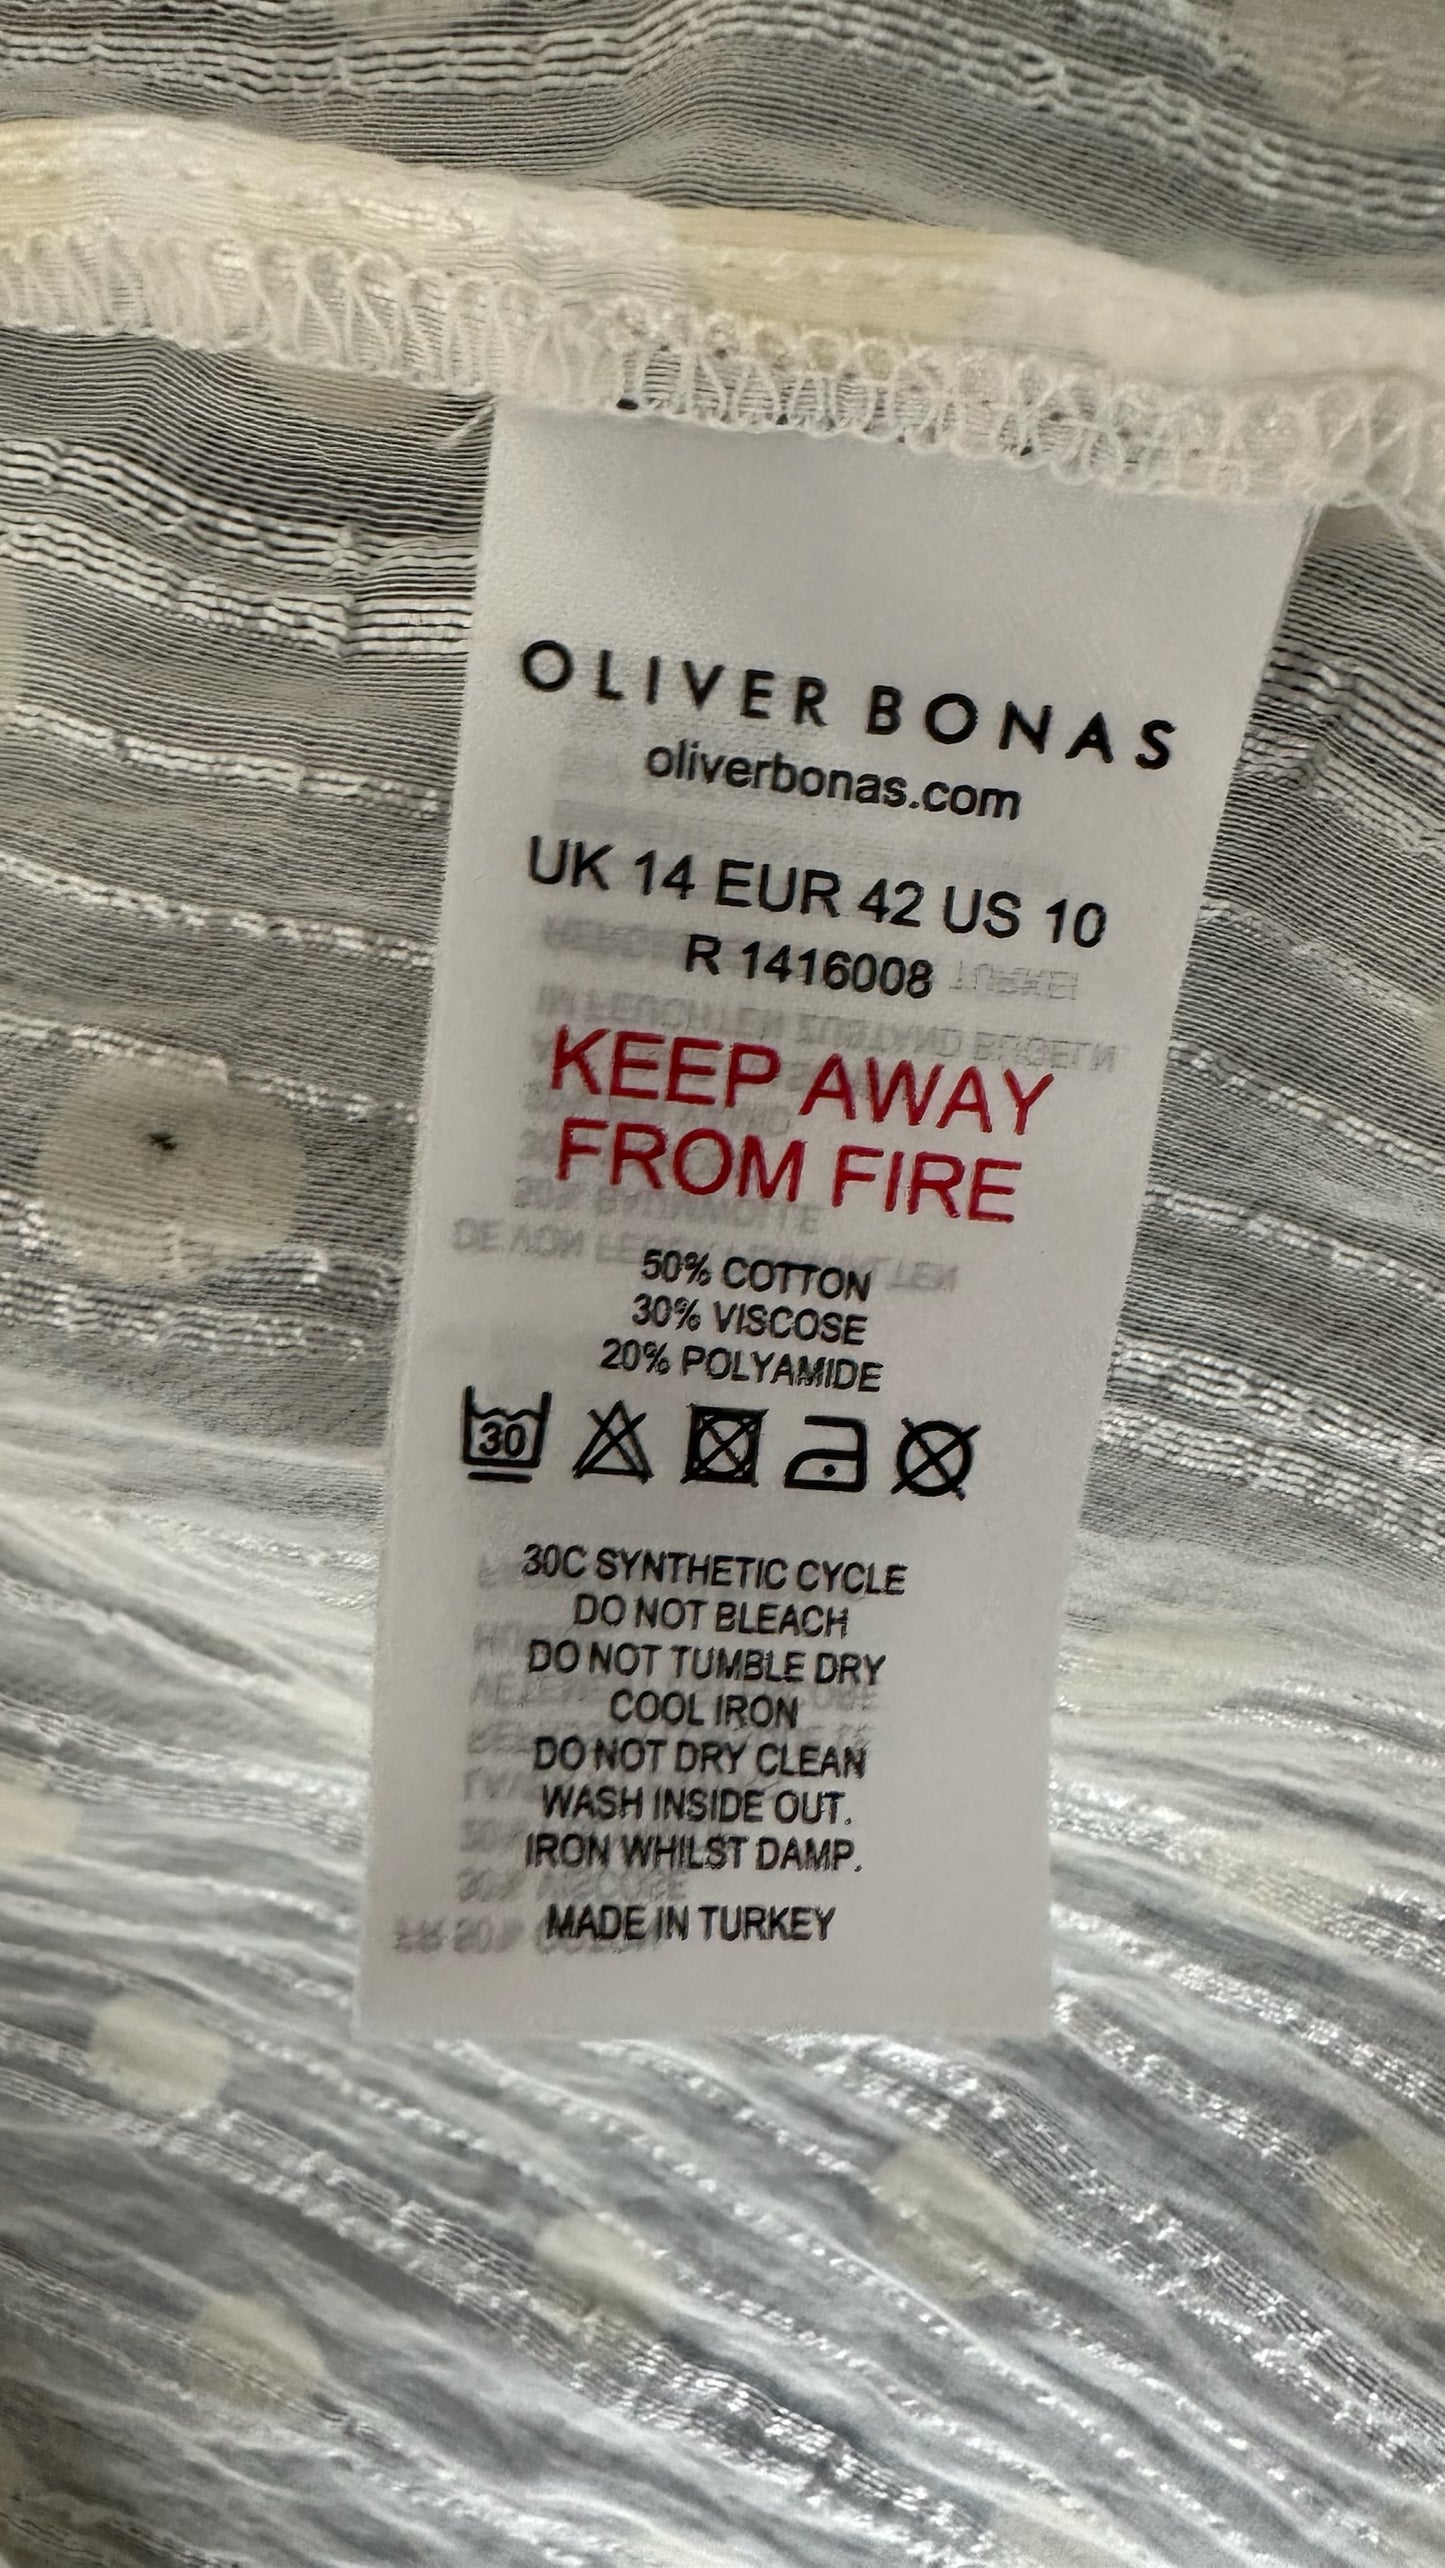 OLIVER BONAS
oliverbonas.com
UK 14 EUR 42 US 10
R 1416008
KEEP AWAY
FROM FIRE
50% COTTON
30% VISCOSE
20% POLYAMIDE
30
30C SYNTHETIC CYCLE
DO NOT BLEACH
DO NOT TUMBLE DRY
COOL IRON
DO NOT DRY CLEAN
WASH INSIDE OUT.
IRON WHILST DAMP.
MADE IN TURKEY